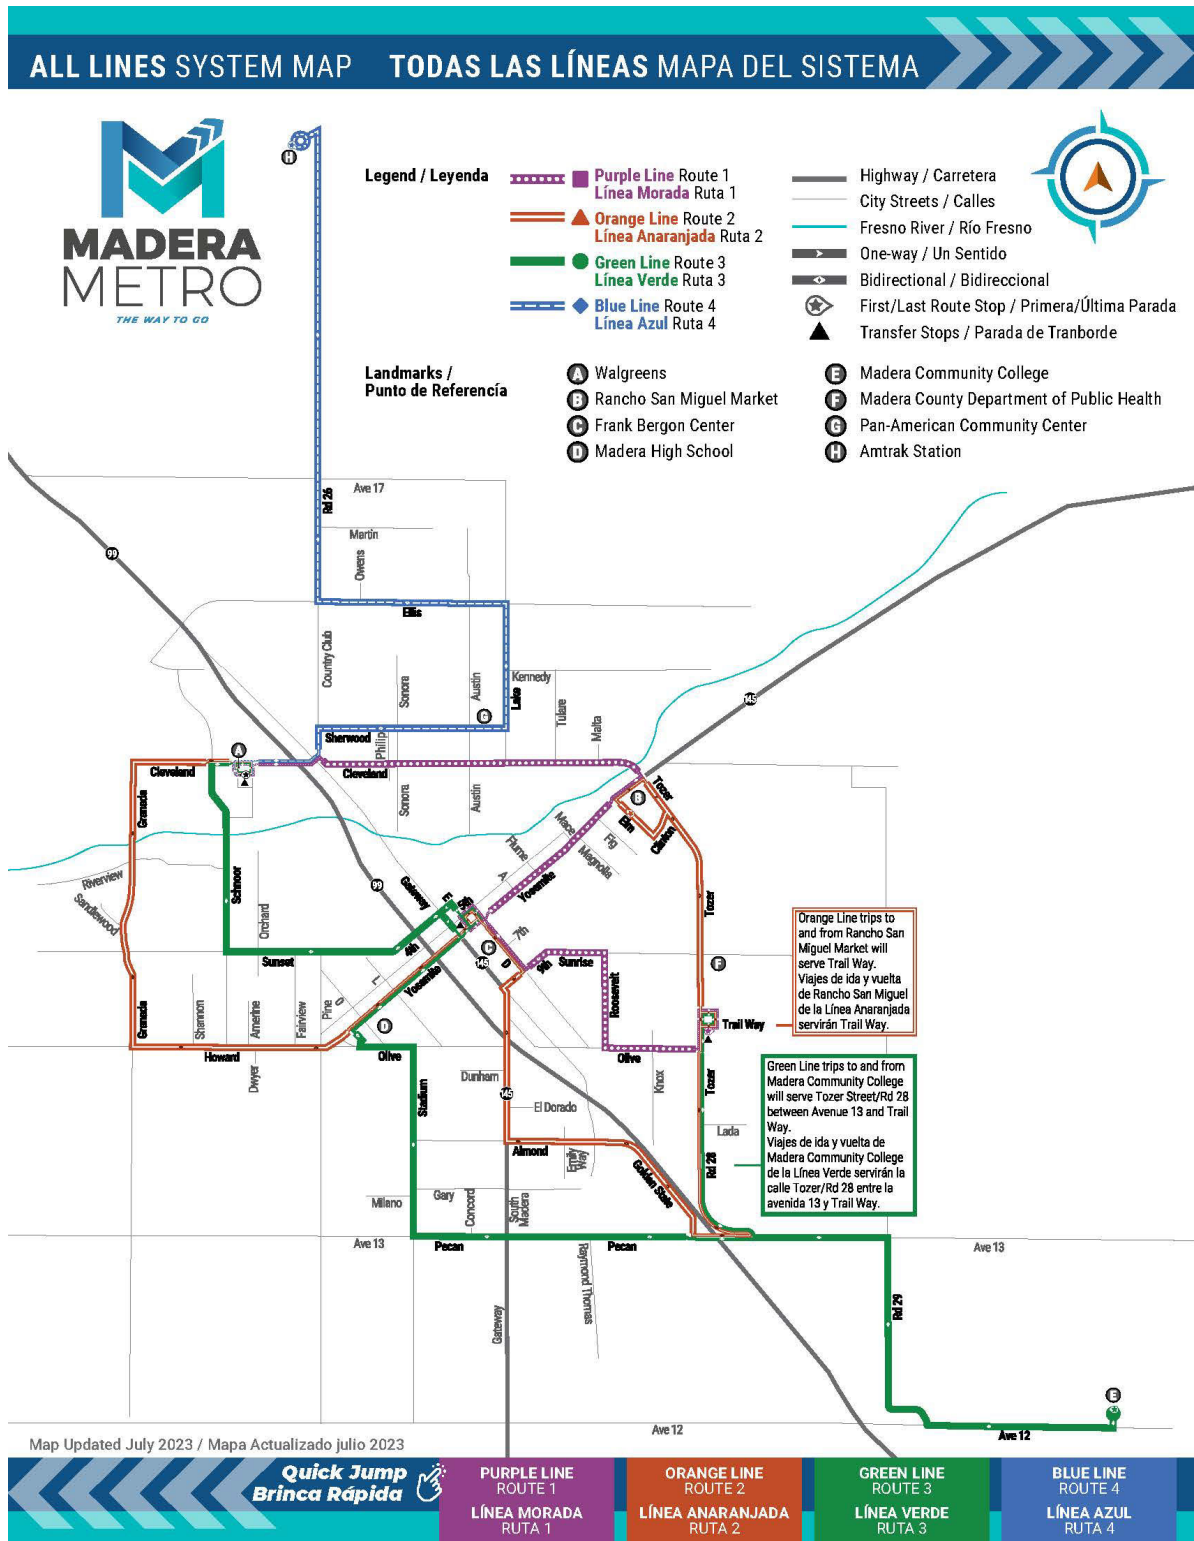 ALL LINES SYSTEM MAP TODAS LAS LÍNEAS MAPA DEL SISTEMA
MADERA
METRO
THE WAY TO GO
Legend / Leyenda
Purple Line Route 1
Línea Morada Ruta 1
Orange Line Route 2
Línea Anaranjada Ruta 2
Green Line Route 3
Línea Verde Ruta 3
Blue Line Route 4
Línea Azul Ruta 4
Highway / Carretera
City Streets / Calles
Fresno River / Río Fresno
One-way / Un Sentido
Bidirectional / Bidireccional
First/Last Route Stop / Primera/Última Parada
Transfer Stops / Parada de Tranborde
Landmarks /
Punto de Referencía
A Walgreens
B Rancho San Miguel Market
C Frank Bergon Center
D Madera High School
E Madera Community College
F Madera County Department of Public Health
G Pan-American Community Center
H Amtrak Station
H
Rd 26
Ave 17
Martin
Owens
99
Ellis
Country Club
Sonora
Austin
Kennedy
Lake
Tulare
Malta
145
G
Sherwood
Philip
A
Cleveland
Cleveland
Tozer
Granada
Sonora
Austin
B
Elm
Clinton
Mace
Fig
Magnolia
Flume
A
Yosemite
Riverview
Sandlewood
Schnoor
Orchard
99
Gateway
E
5th
7th
C
145
D
9th
Sunrise
Tozer
4th
Sunset
Yosemite
L
O
Roosevelt
F
Orange Line trips to
and from Rancho San
Miguel Market will
serve Trail Way.
Viajes de ida y vuelta
de Rancho San Miguel
de la Línea Anaranjada
servirán Trail Way.
Granada
Shannon
Amerine
Fairview
Pine
D
Trail Way
Howard
Dwyer
Olive
Olive
Stadium
Dunham
145
El Dorado
Knox
Tozer
Lada
Green Line trips to and from
Madera Community College
will serve Tozer Street/Rd 28
between Avenue 13 and Trail
Way.
Viajes de ida y vuelta de
Madera Community College
de la Línea Verde servirán la
calle Tozer/Rd 28 entre la
avenida 13 y Trail Way.
Almond
Emily
Way
Golden State
Rd 28
Milano
Gary
Concord
South
Madera
Ave 13
Pecan
Pecan
Ave 13
Raymond Thomas
Gateway
Rd 29
E
Ave 12
Ave 12
Map Updated July 2023 / Mapa Actualizado julio 2023
Quick Jump
Brinca Rápida
PURPLE LINE
ROUTE 1
LÍNEA MORADA
RUTA 1
ORANGE LINE
ROUTE 2
LÍNEA ANARANJADA
RUTA 2
GREEN LINE
ROUTE 3
LÍNEA VERDE
RUTA 3
BLUE LINE
ROUTE 4
LÍNEA AZUL
RUTA 4